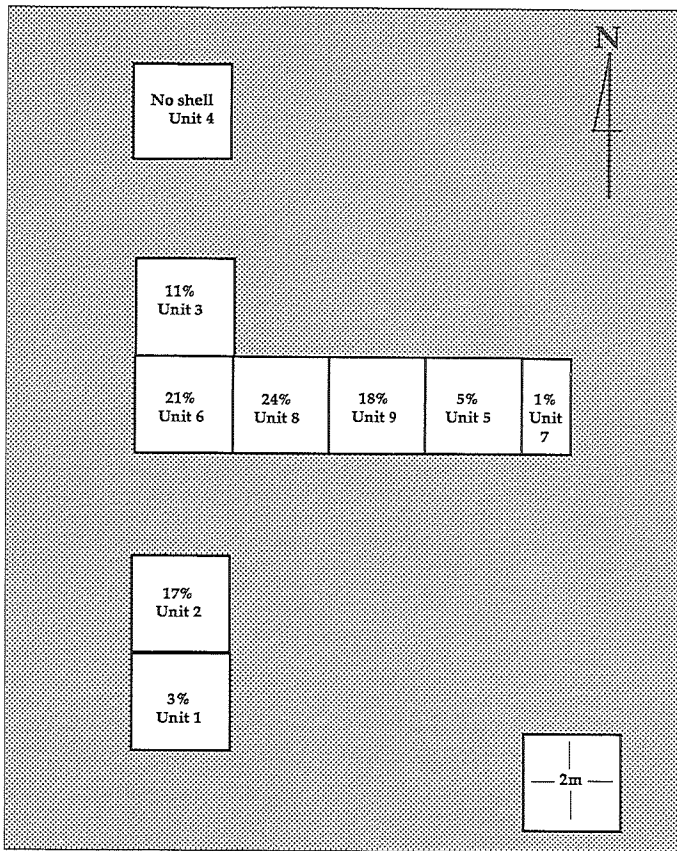 N
No shell
Unit 4
11%
Unit 3
21%
Unit 6
24%
Unit 8
18%
Unit 9
5%
Unit 5
1%
Unit
7
17%
Unit 2
3%
Unit 1
2m